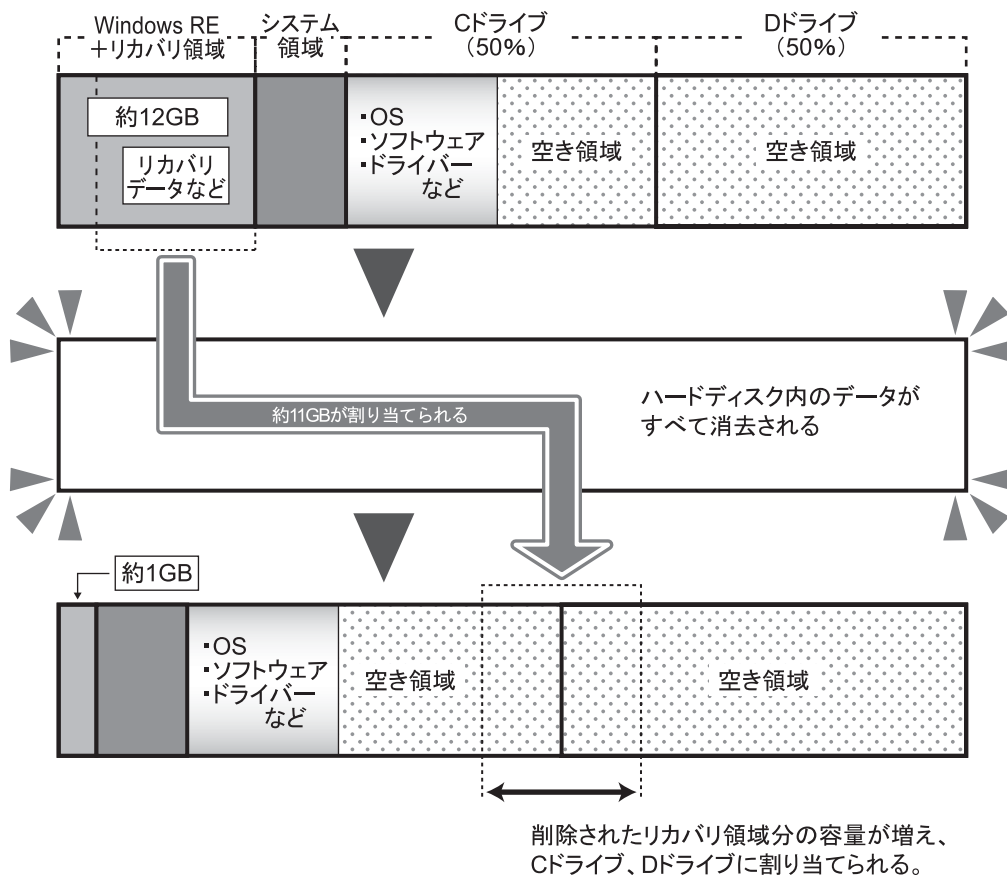 Windows RE
＋リカバリ領域
システム
領域
Cドライブ
（50%）
Dドライブ
（50%）
約12GB
リカバリ
データなど
▪OS
▪ソフトウェア
▪ドライバー
など
空き領域
空き領域
約11GBが割り当てられる
ハードディスク内のデータが
すべて消去される
約1GB
▪OS
▪ソフトウェア
▪ドライバー
など
空き領域
空き領域
削除されたリカバリ領域分の容量が増え、
Cドライブ、Dドライブに割り当てられる。